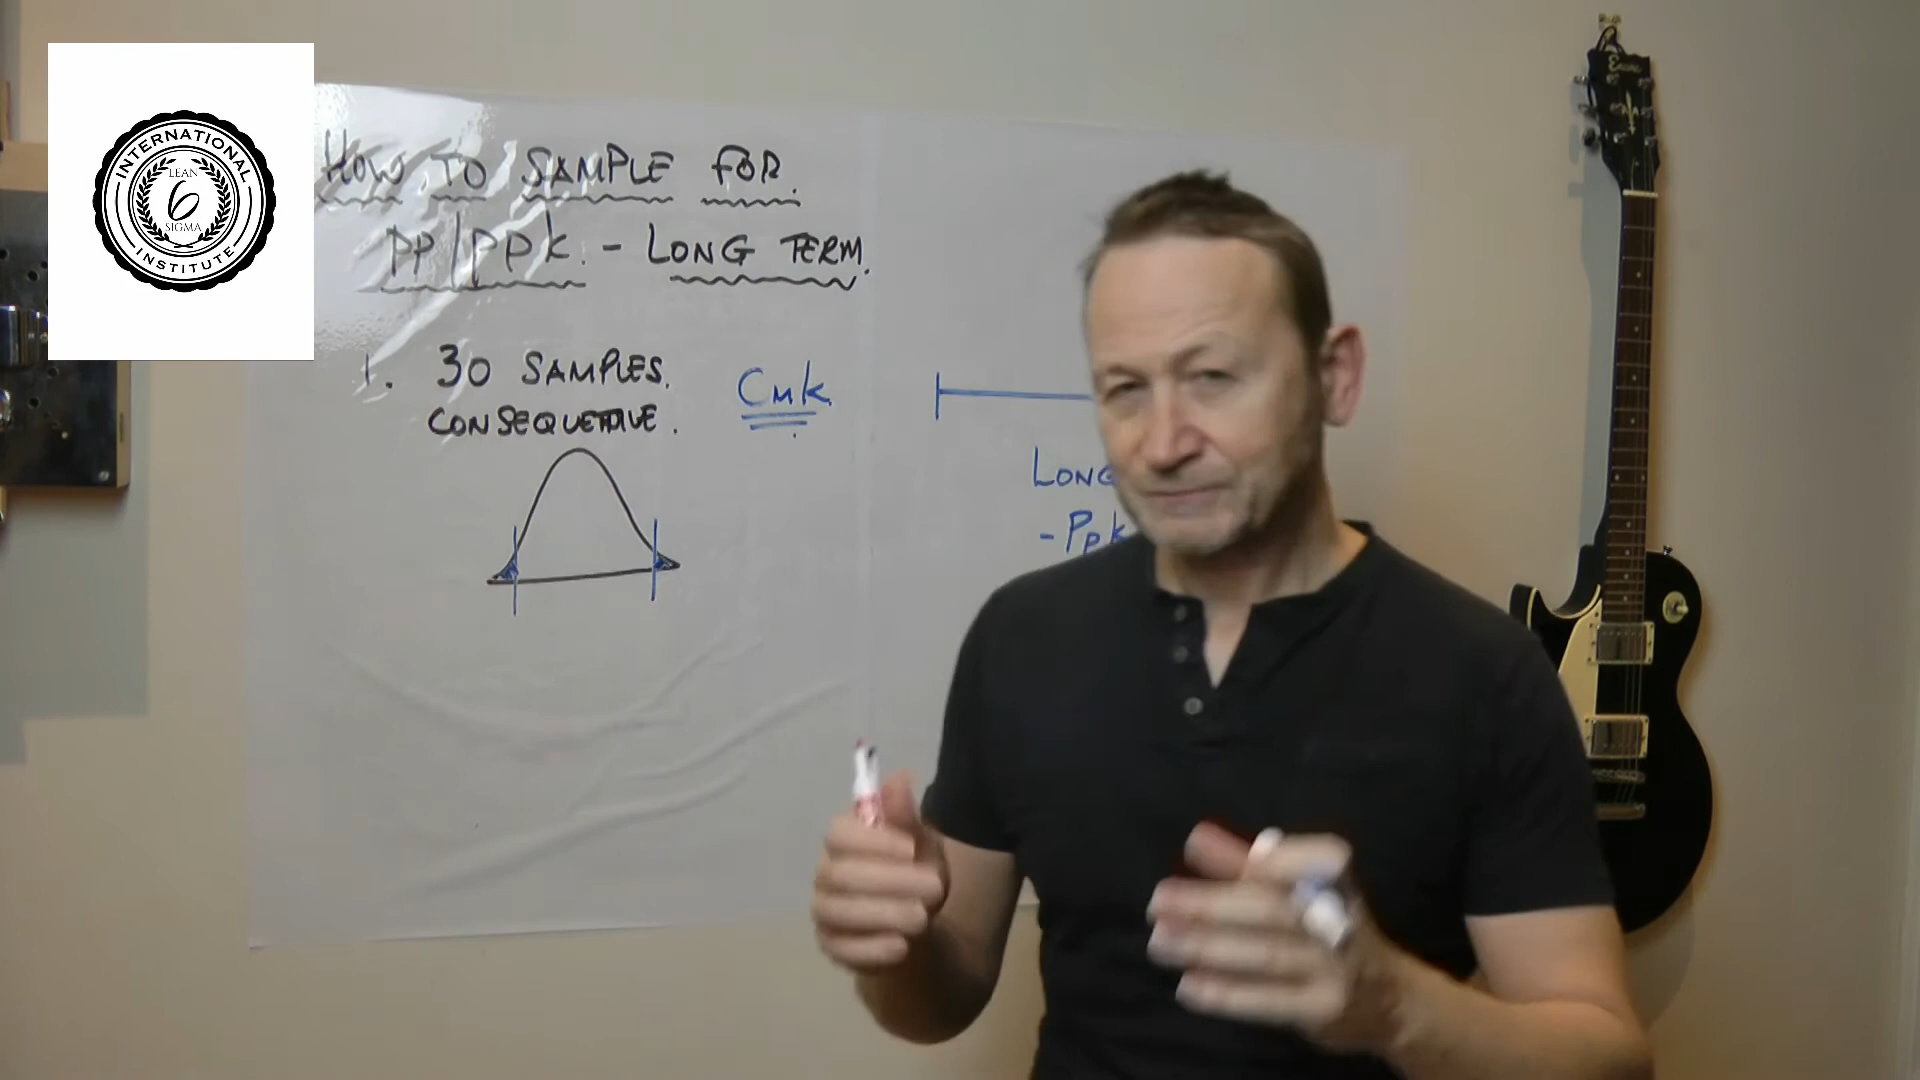 INTERNATIONAL
LEAN
6
SIGMA
INSTITUTE
HOW TO SAMPLE FOR.
PP/PPK. - LONG TERM.
1. 30 SAMPLES.
CONSEQUETIVE.
Cmk
LONG
- Ppk